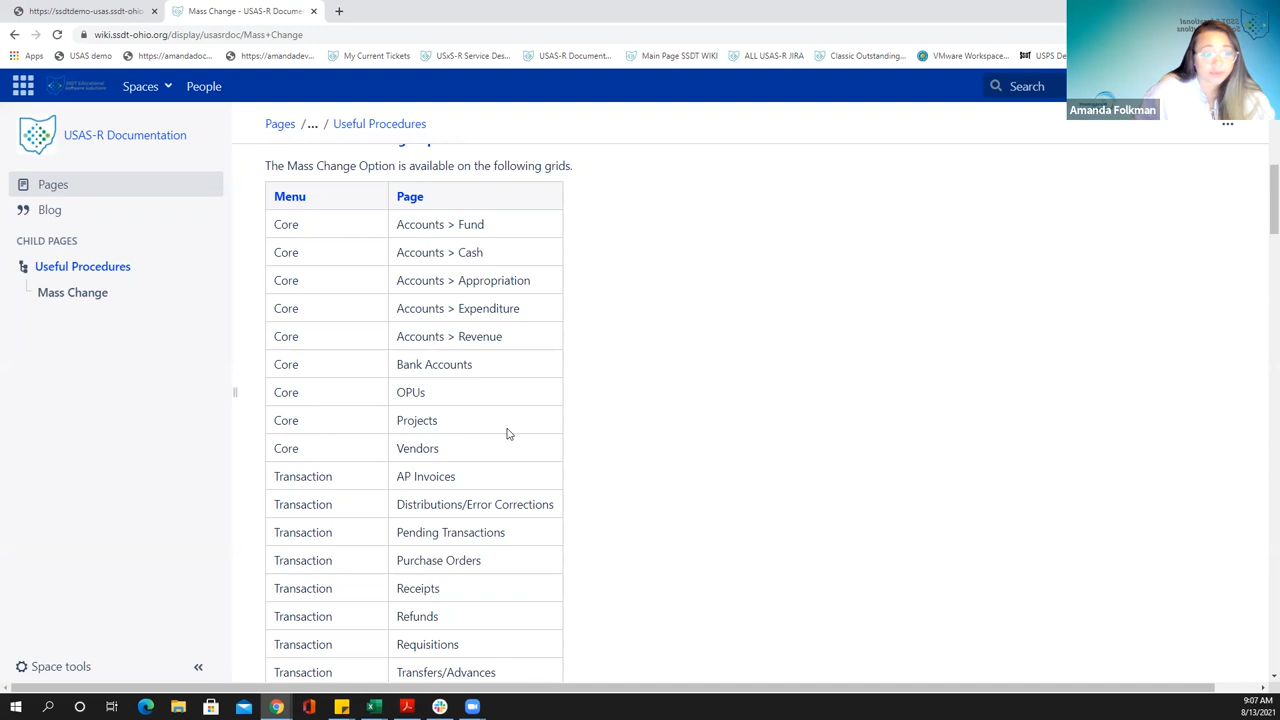 https://ssdtdemo-usas.ssdt-ohio
Mass Change - USAS-R Documen
wiki.ssdt-ohio.org/display/usasrdoc/Mass+Change
Apps
USAS demo
https://amandadoc...
https://amandadev...
My Current Tickets
USxS-R Service Des...
USAS-R Document...
Main Page SSDT WIKI
ALL USAS-R JIRA
Classic Outstanding...
VMware Workspace...
USPS De
Spaces
People
Search
Amanda Folkman
USAS-R Documentation
Pages / ... / Useful Procedures
Pages
Blog
CHILD PAGES
Useful Procedures
Mass Change
The Mass Change Option is available on the following grids.
Menu Page
Core Accounts > Fund
Core Accounts > Cash
Core Accounts > Appropriation
Core Accounts > Expenditure
Core Accounts > Revenue
Core Bank Accounts
Core OPUs
Core Projects
Core Vendors
Transaction AP Invoices
Transaction Distributions/Error Corrections
Transaction Pending Transactions
Transaction Purchase Orders
Transaction Receipts
Transaction Refunds
Transaction Requisitions
Transaction Transfers/Advances
Space tools
9:07 AM
8/13/2021